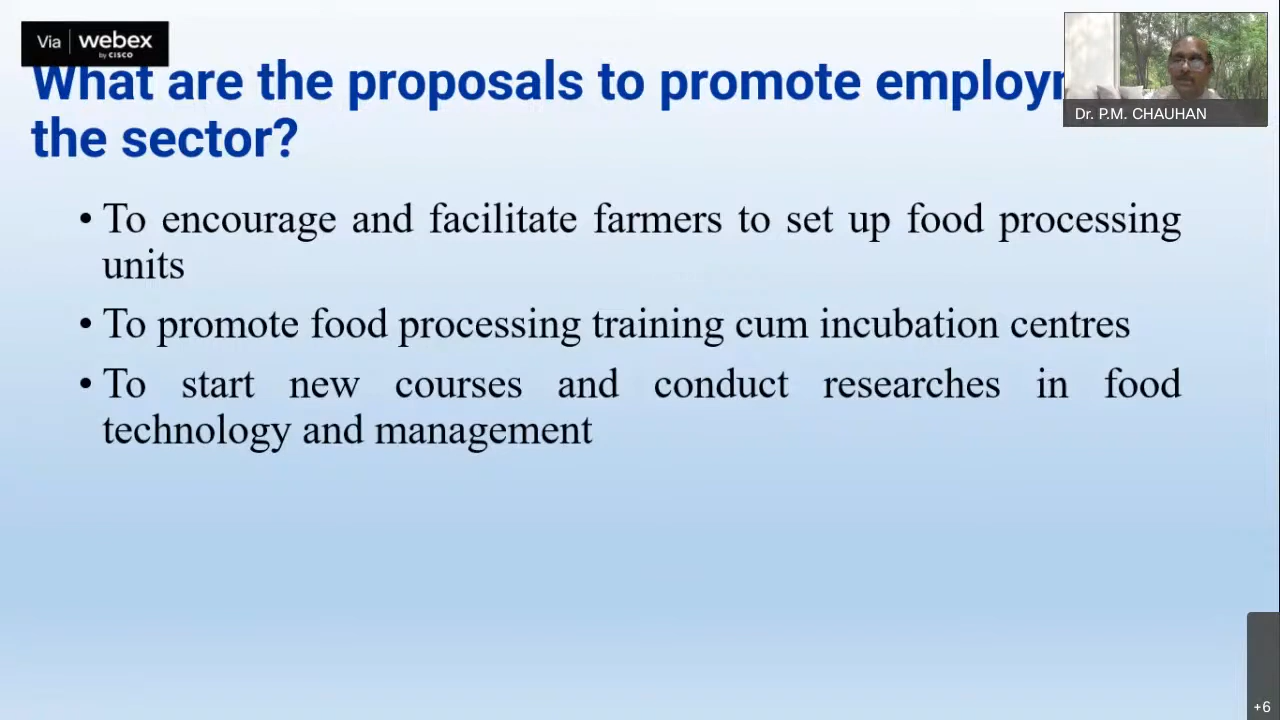 Via webex
by CISCO
What are the proposals to promote
the sector?
Dr. P.M. CHAUHAN
• To encourage and facilitate farmers to set up food processing
units
• To promote food processing training cum incubation centres
• To start new courses and conduct researches in food
technology and management
+6